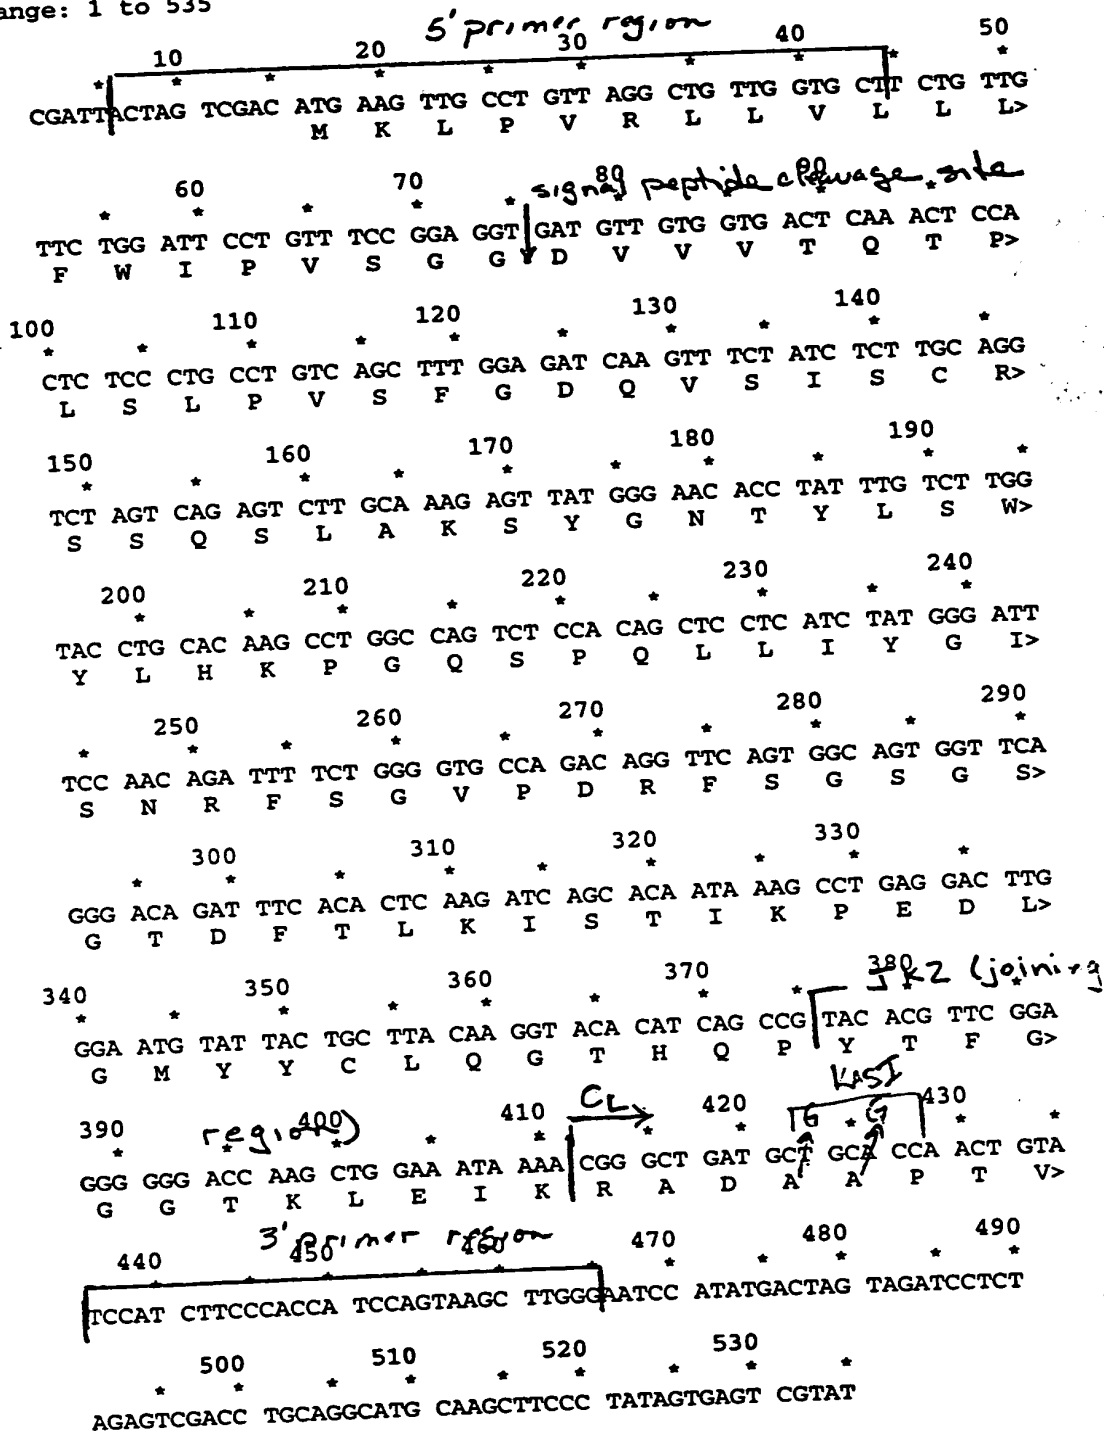 ange: 1 to 535
5' primer region
10 20 30 40 50
* * * * * * * * *
CGATTACTAG TCGAC ATG AAG TTG CCT GTT AGG CTG TTG GTG CTT CTG TTG
M K L P V R L L V L L L>
60 70 80 90
signal peptide cleavage site
* * * * * * * *
TTC TGG ATT CCT GTT TCC GGA GGT GAT GTT GTG GTG ACT CAA ACT CCA
F W I P V S G G D V V V T Q T P>
100 110 120 130 140
* * * * * * * * * *
CTC TCC CTG CCT GTC AGC TTT GGA GAT CAA GTT TCT ATC TCT TGC AGG
L S L P V S F G D Q V S I S C R>
150 160 170 180 190
* * * * * * * * * *
TCT AGT CAG AGT CTT GCA AAG AGT TAT GGG AAC ACC TAT TTG TCT TGG
S S Q S L A K S Y G N T Y L S W>
200 210 220 230 240
* * * * * * * * *
TAC CTG CAC AAG CCT GGC CAG TCT CCA CAG CTC CTC ATC TAT GGG ATT
Y L H K P G Q S P Q L L I Y G I>
250 260 270 280 290
* * * * * * * * * *
TCC AAC AGA TTT TCT GGG GTG CCA GAC AGG TTC AGT GGC AGT GGT TCA
S N R F S G V P D R F S G S G S>
300 310 320 330
* * * * * * * * *
GGG ACA GAT TTC ACA CTC AAG ATC AGC ACA ATA AAG CCT GAG GAC TTG
G T D F T L K I S T I K P E D L>
340 350 360 370 380
JK2 (joining
* * * * * * * * * *
GGA ATG TAT TAC TGC TTA CAA GGT ACA CAT CAG CCG TAC ACG TTC GGA
G M Y Y C L Q G T H Q P Y T F G>
KasI
390 400 410 420 430
region) CL G G
* * * * * * * * * *
GGG GGG ACC AAG CTG GAA ATA AAA CGG GCT GAT GCT GCA CCA ACT GTA
G G T K L E I K R A D A A P T V>
3' primer region
440 450 460 470 480 490
* * * * * * * * * * *
TCCAT CTTCCCACCA TCCAGTAAGC TTGGGAATCC ATATGACTAG TAGATCCTCT
500 510 520 530
* * * * * * * * *
AGAGTCGACC TGCAGGCATG CAAGCTTCCC TATAGTGAGT CGTAT